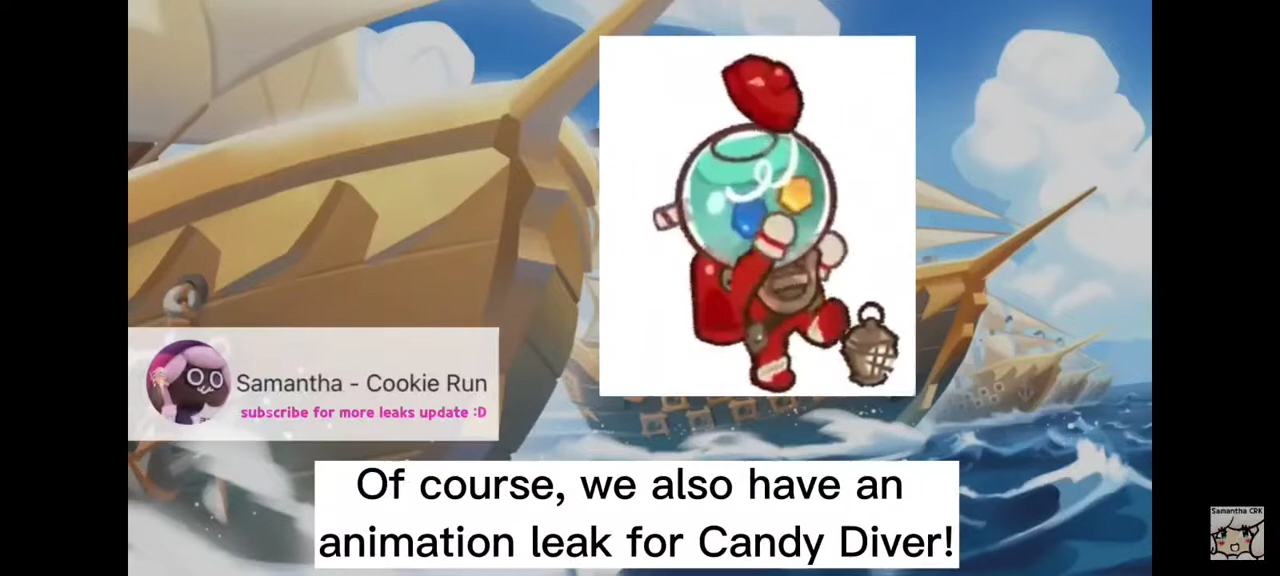 Samantha - Cookie Run
subscribe for more leaks update :D
Of course, we also have an
animation leak for Candy Diver!
Samantha CRK